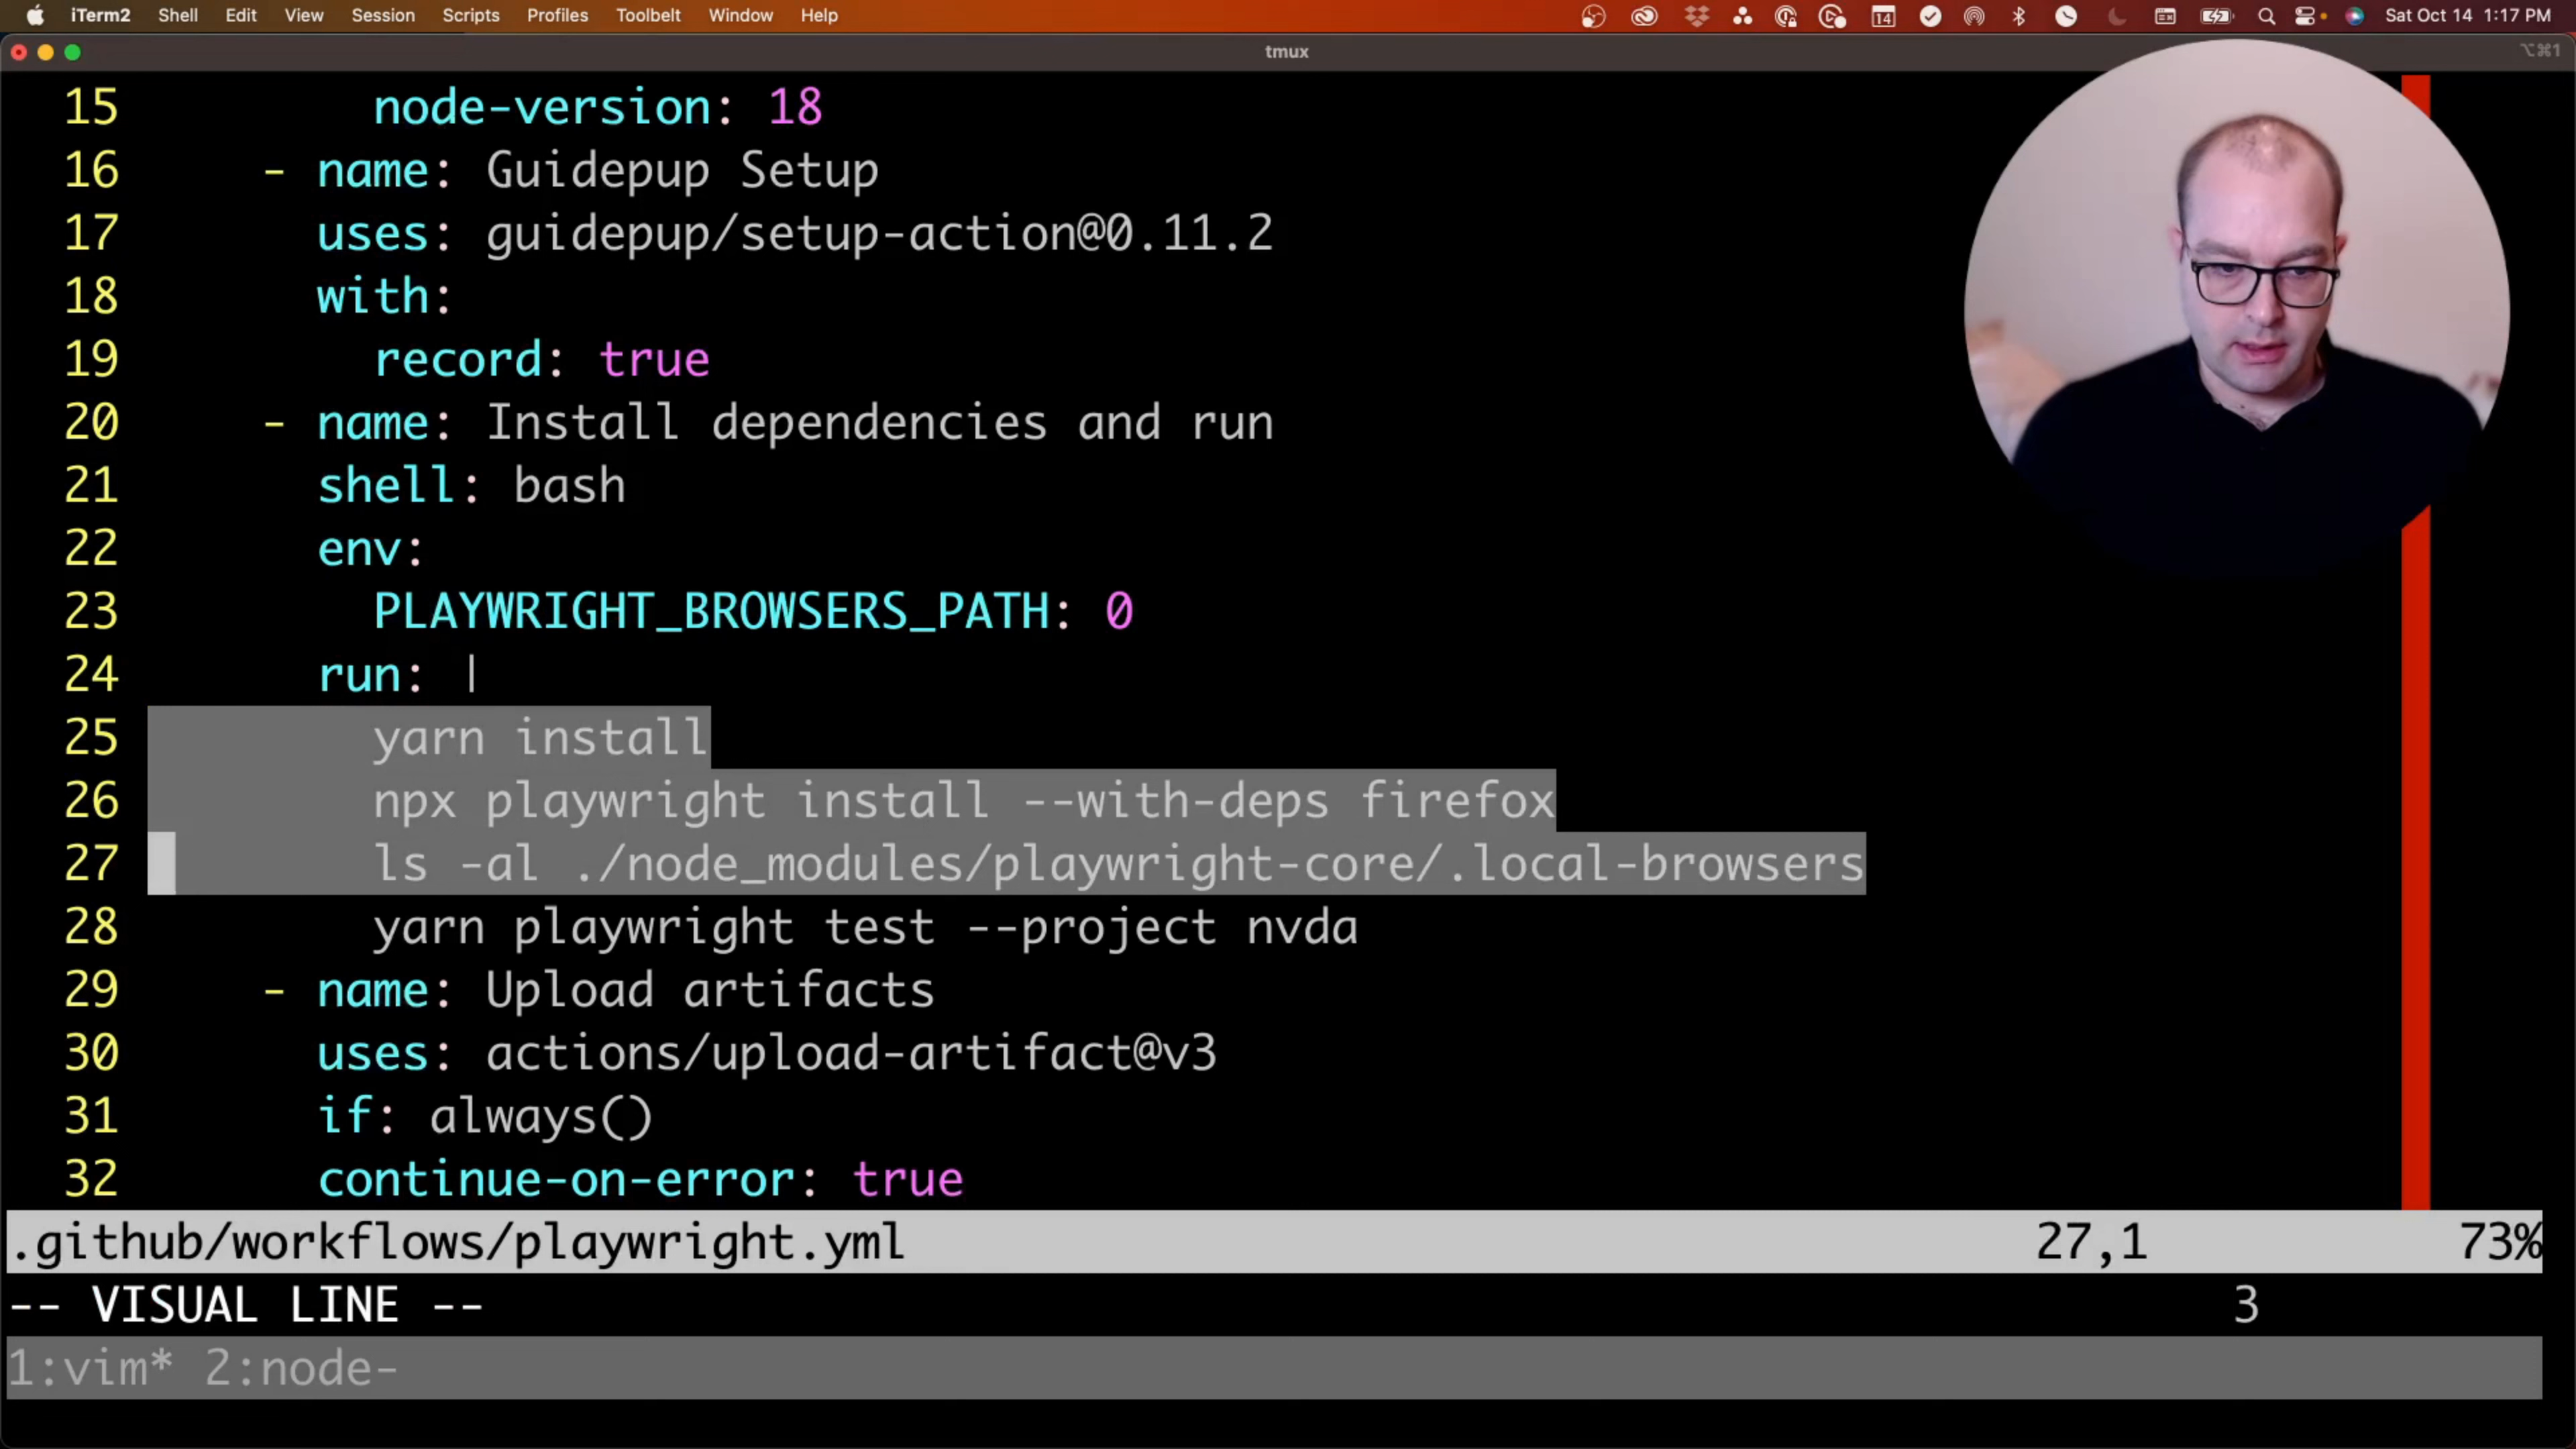 iTerm2 Shell Edit View Session Scripts Profiles Toolbelt Window Help 14 Sat Oct 14 1:17 PM
tmux ⌥⌘1
15 node-version: 18
16 - name: Guidepup Setup
17 uses: guidepup/setup-action@0.11.2
18 with:
19 record: true
20 - name: Install dependencies and run
21 shell: bash
22 env:
23 PLAYWRIGHT_BROWSERS_PATH: 0
24 run: |
25 yarn install
26 npx playwright install --with-deps firefox
27 ls -al ./node_modules/playwright-core/.local-browsers
28 yarn playwright test --project nvda
29 - name: Upload artifacts
30 uses: actions/upload-artifact@v3
31 if: always()
32 continue-on-error: true
.github/workflows/playwright.yml 27,1 73%
-- VISUAL LINE -- 3
1:vim* 2:node-